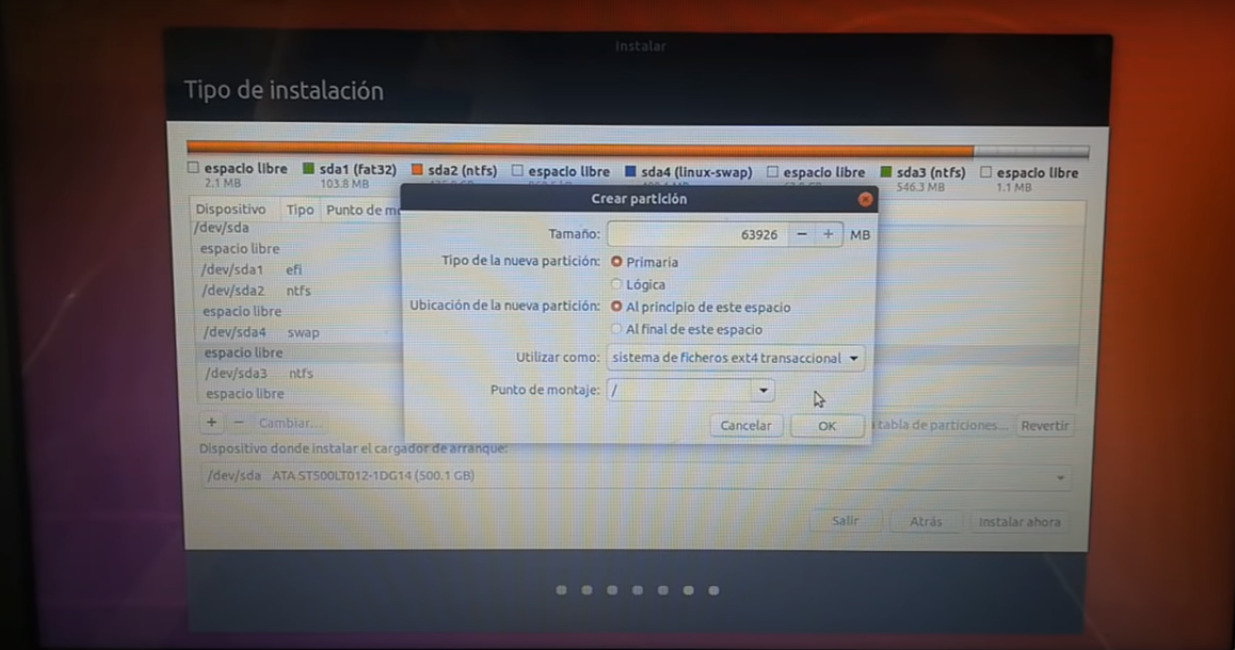 Instalar
Tipo de instalación
espacio libre sda1 (fat32) sda2 (ntfs) espacio libre sda4 (linux-swap) espacio libre sda3 (ntfs) espacio libre
2.1 MB 103.8 MB 546.3 MB 1.1 MB
Crear partición
Dispositivo Tipo Punto de
/dev/sda
espacio libre
/dev/sda1 efi
/dev/sda2 ntfs
espacio libre
/dev/sda4 swap
espacio libre
/dev/sda3 ntfs
espacio libre
Tamaño: 63926 − + MB
Tipo de la nueva partición: Primaria
Lógica
Ubicación de la nueva partición: Al principio de este espacio
Al final de este espacio
Utilizar como: sistema de ficheros ext4 transaccional
Punto de montaje: /
Cancelar OK
+ − Cambiar... tabla de particiones... Revertir
Dispositivo donde instalar el cargador de arranque:
/dev/sda ATA ST500LT012-1DG14 (500.1 GB)
Salir Atrás Instalar ahora